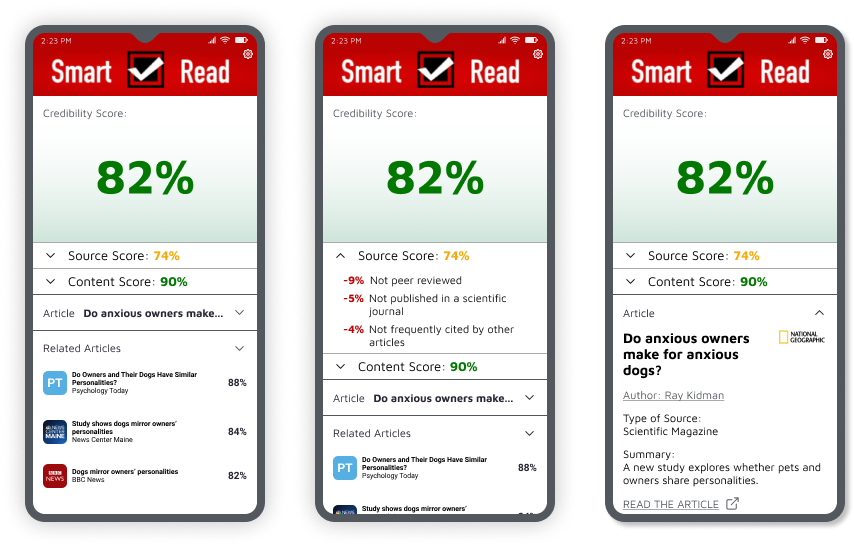 2:23 PM
Smart Read
Credibility Score:
82%
Source Score: 74%
Content Score: 90%
Article Do anxious owners make...
Related Articles
PT
Do Owners and Their Dogs Have Similar
Personalities?
Psychology Today
88%
NEWS
CENTER
MAINE
Study shows dogs mirror owners'
personalities
News Center Maine
84%
BBC
NEWS
Dogs mirror owners' personalities
BBC News
82%
2:23 PM
Smart Read
Credibility Score:
82%
Source Score: 74%
-9% Not peer reviewed
-5% Not published in a scientific
journal
-4% Not frequently cited by other
articles
Content Score: 90%
Article Do anxious owners make...
Related Articles
PT
Do Owners and Their Dogs Have Similar
Personalities?
Psychology Today
88%
Study shows dogs mirror owners'
2:23 PM
Smart Read
Credibility Score:
82%
Source Score: 74%
Content Score: 90%
Article
Do anxious owners
make for anxious
dogs?
NATIONAL
GEOGRAPHIC
Author: Ray Kidman
Type of Source:
Scientific Magazine
Summary:
A new study explores whether pets and
owners share personalities.
READ THE ARTICLE